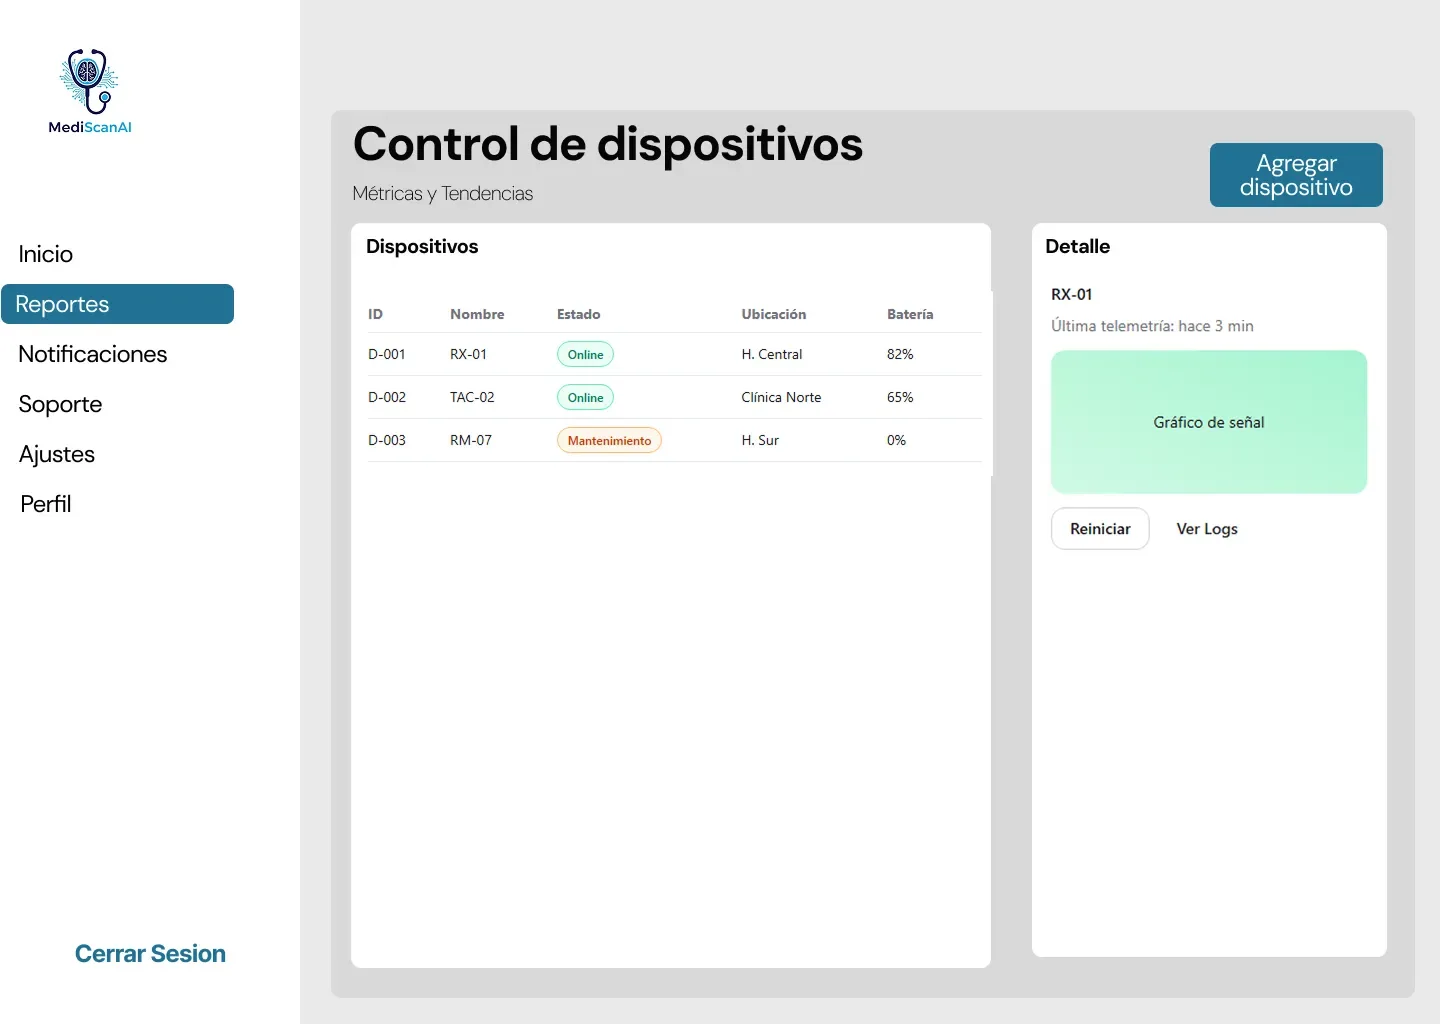 MediScanAI
Inicio
Reportes
Notificaciones
Soporte
Ajustes
Perfil
Cerrar Sesion
Control de dispositivos
Métricas y Tendencias
Agregar
dispositivo
Dispositivos
ID Nombre Estado Ubicación Batería
D-001 RX-01 Online H. Central 82%
D-002 TAC-02 Online Clínica Norte 65%
D-003 RM-07 Mantenimiento H. Sur 0%
Detalle
RX-01
Última telemetría: hace 3 min
Gráfico de señal
Reiniciar Ver Logs